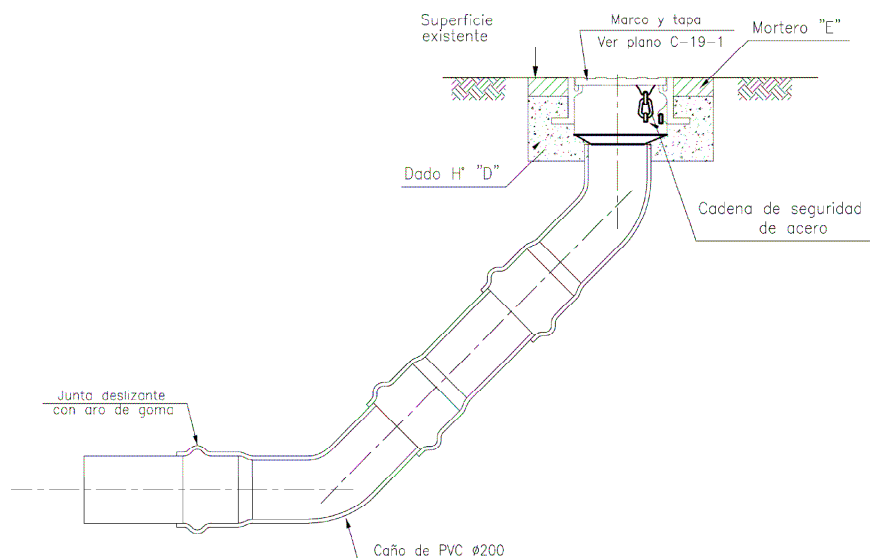 Superficie
existente
Marco y tapa
Ver plano C-19-1
Mortero "E"
Dado H° "D"
Cadena de seguridad
de acero
Junta deslizante
con aro de goma
Caño de PVC ø200